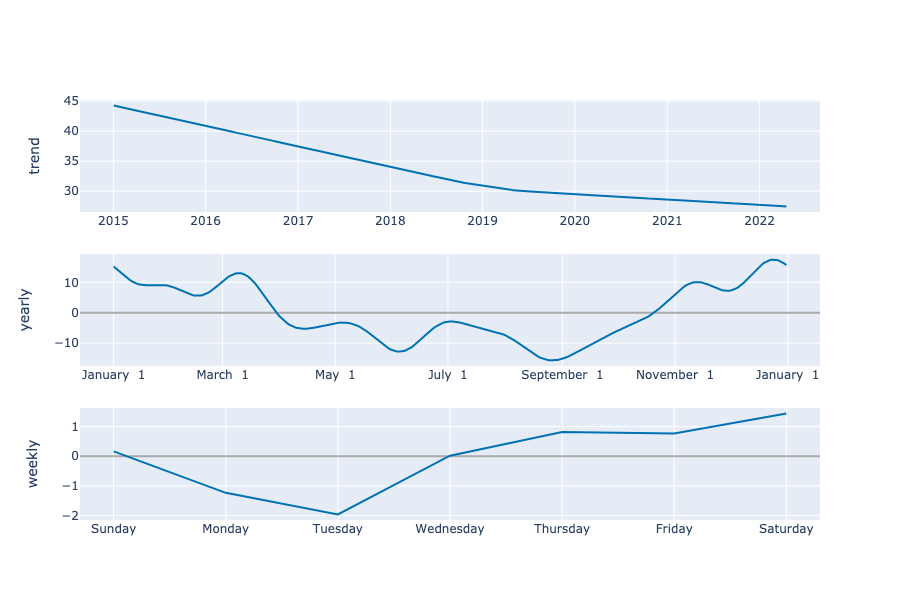 trend
45
40
35
30
2015 2016 2017 2018 2019 2020 2021 2022
yearly
10
0
−10
January 1 March 1 May 1 July 1 September 1 November 1 January 1
weekly
1
0
−1
−2
Sunday Monday Tuesday Wednesday Thursday Friday Saturday